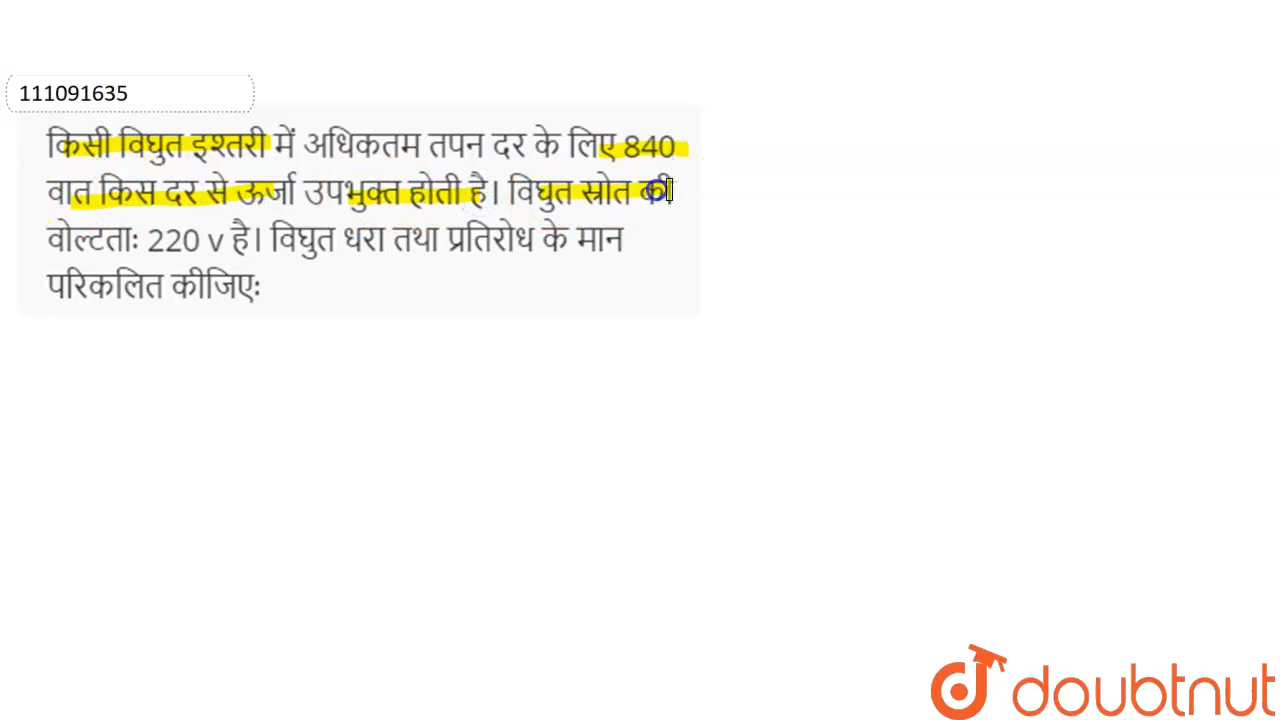 111091635
किसी विघुत इश्तरी में अधिकतम तपन दर के लिए 840
वात किस दर से ऊर्जा उपभुक्त होती है। विघुत स्रोत की
वोल्टताः 220 v है। विघुत धरा तथा प्रतिरोध के मान
परिकलित कीजिएः
doubtnut